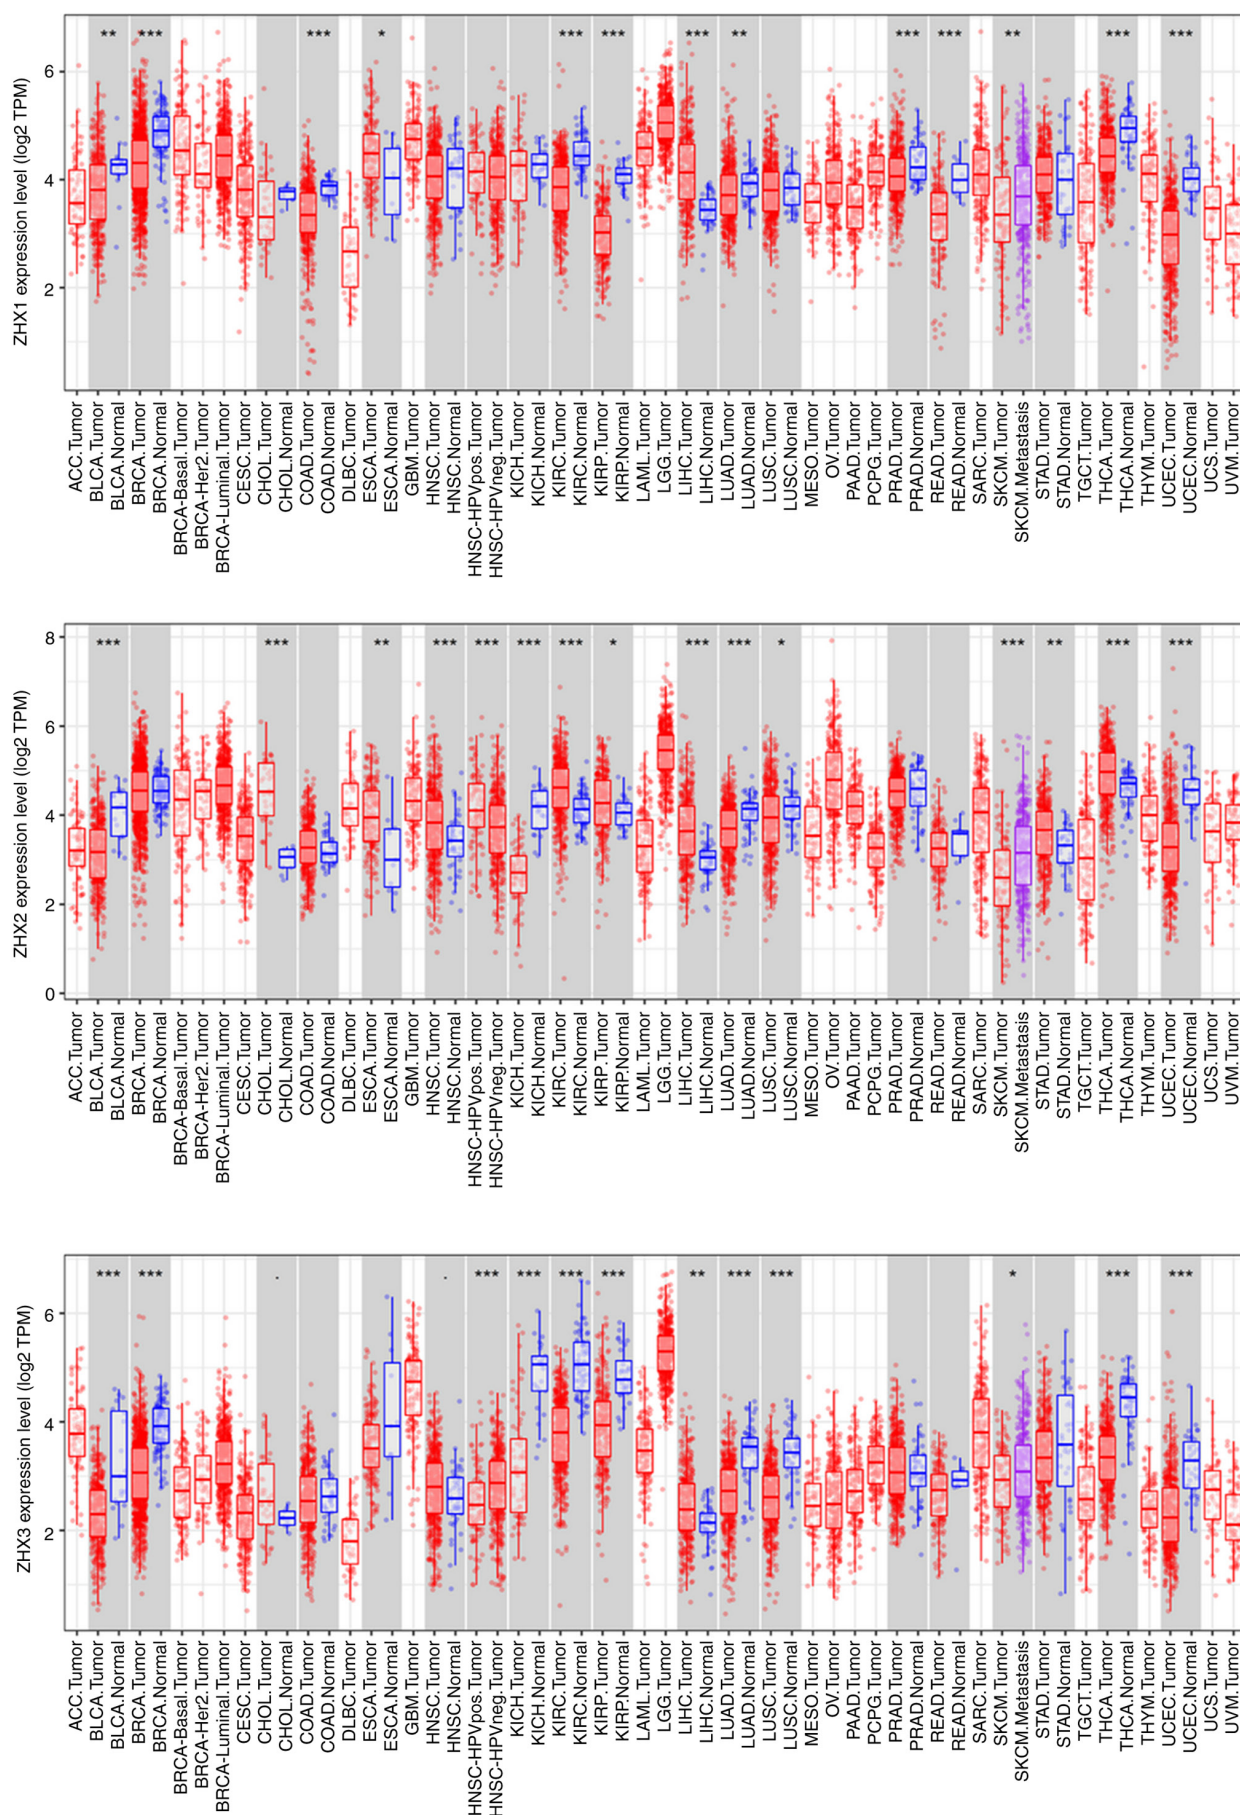 ZHX1 expression level (log2 TPM)
** *** *** * *** *** *** ** *** *** ** *** ***
6
4
2
ACC.Tumor
BLCA.Tumor
BLCA.Normal
BRCA.Tumor
BRCA.Normal
BRCA-Basal.Tumor
BRCA-Her2.Tumor
BRCA-Luminal.Tumor
CESC.Tumor
CHOL.Tumor
CHOL.Normal
COAD.Tumor
COAD.Normal
DLBC.Tumor
ESCA.Tumor
ESCA.Normal
GBM.Tumor
HNSC.Tumor
HNSC.Normal
HNSC-HPVpos.Tumor
HNSC-HPVneg.Tumor
KICH.Tumor
KICH.Normal
KIRC.Tumor
KIRC.Normal
KIRP.Tumor
KIRP.Normal
LAML.Tumor
LGG.Tumor
LIHC.Tumor
LIHC.Normal
LUAD.Tumor
LUAD.Normal
LUSC.Tumor
LUSC.Normal
MESO.Tumor
OV.Tumor
PAAD.Tumor
PCPG.Tumor
PRAD.Tumor
PRAD.Normal
READ.Tumor
READ.Normal
SARC.Tumor
SKCM.Tumor
SKCM.Metastasis
STAD.Tumor
STAD.Normal
TGCT.Tumor
THCA.Tumor
THCA.Normal
THYM.Tumor
UCEC.Tumor
UCEC.Normal
UCS.Tumor
UVM.Tumor
ZHX2 expression level (log2 TPM)
*** *** ** *** *** *** *** * *** *** * *** ** *** ***
8
6
4
2
0
ACC.Tumor
BLCA.Tumor
BLCA.Normal
BRCA.Tumor
BRCA.Normal
BRCA-Basal.Tumor
BRCA-Her2.Tumor
BRCA-Luminal.Tumor
CESC.Tumor
CHOL.Tumor
CHOL.Normal
COAD.Tumor
COAD.Normal
DLBC.Tumor
ESCA.Tumor
ESCA.Normal
GBM.Tumor
HNSC.Tumor
HNSC.Normal
HNSC-HPVpos.Tumor
HNSC-HPVneg.Tumor
KICH.Tumor
KICH.Normal
KIRC.Tumor
KIRC.Normal
KIRP.Tumor
KIRP.Normal
LAML.Tumor
LGG.Tumor
LIHC.Tumor
LIHC.Normal
LUAD.Tumor
LUAD.Normal
LUSC.Tumor
LUSC.Normal
MESO.Tumor
OV.Tumor
PAAD.Tumor
PCPG.Tumor
PRAD.Tumor
PRAD.Normal
READ.Tumor
READ.Normal
SARC.Tumor
SKCM.Tumor
SKCM.Metastasis
STAD.Tumor
STAD.Normal
TGCT.Tumor
THCA.Tumor
THCA.Normal
THYM.Tumor
UCEC.Tumor
UCEC.Normal
UCS.Tumor
UVM.Tumor
ZHX3 expression level (log2 TPM)
*** *** . . *** *** *** *** ** *** *** * *** ***
6
4
2
ACC.Tumor
BLCA.Tumor
BLCA.Normal
BRCA.Tumor
BRCA.Normal
BRCA-Basal.Tumor
BRCA-Her2.Tumor
BRCA-Luminal.Tumor
CESC.Tumor
CHOL.Tumor
CHOL.Normal
COAD.Tumor
COAD.Normal
DLBC.Tumor
ESCA.Tumor
ESCA.Normal
GBM.Tumor
HNSC.Tumor
HNSC.Normal
HNSC-HPVpos.Tumor
HNSC-HPVneg.Tumor
KICH.Tumor
KICH.Normal
KIRC.Tumor
KIRC.Normal
KIRP.Tumor
KIRP.Normal
LAML.Tumor
LGG.Tumor
LIHC.Tumor
LIHC.Normal
LUAD.Tumor
LUAD.Normal
LUSC.Tumor
LUSC.Normal
MESO.Tumor
OV.Tumor
PAAD.Tumor
PCPG.Tumor
PRAD.Tumor
PRAD.Normal
READ.Tumor
READ.Normal
SARC.Tumor
SKCM.Tumor
SKCM.Metastasis
STAD.Tumor
STAD.Normal
TGCT.Tumor
THCA.Tumor
THCA.Normal
THYM.Tumor
UCEC.Tumor
UCEC.Normal
UCS.Tumor
UVM.Tumor